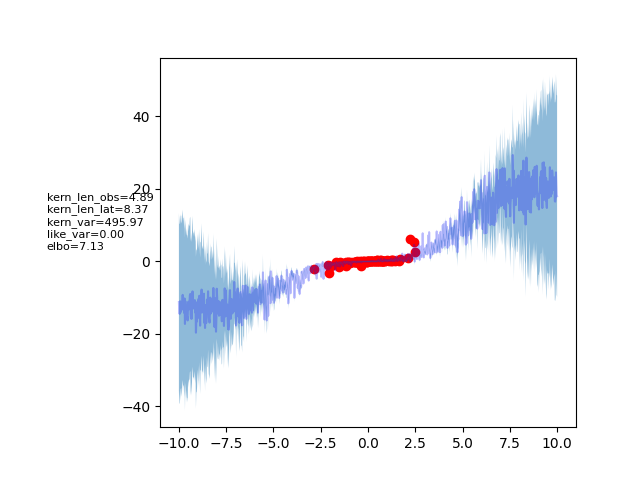 40
20
0
−20
−40
kern_len_obs=4.89
kern_len_lat=8.37
kern_var=495.97
like_var=0.00
elbo=7.13
−10.0 −7.5 −5.0 −2.5 0.0 2.5 5.0 7.5 10.0